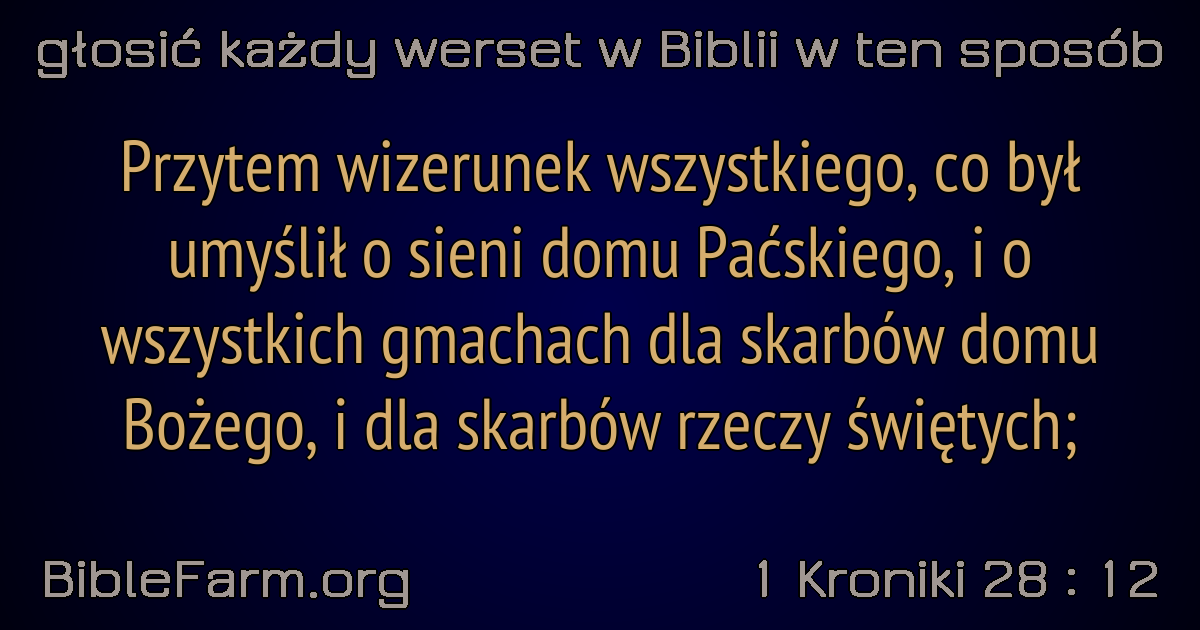 głosić każdy werset w Biblii w ten sposób
Przytem wizerunek wszystkiego, co był
umyślił o sieni domu Paćskiego, i o
wszystkich gmachach dla skarbów domu
Bożego, i dla skarbów rzeczy świętych;
BibleFarm.org
1 Kroniki 28 : 12